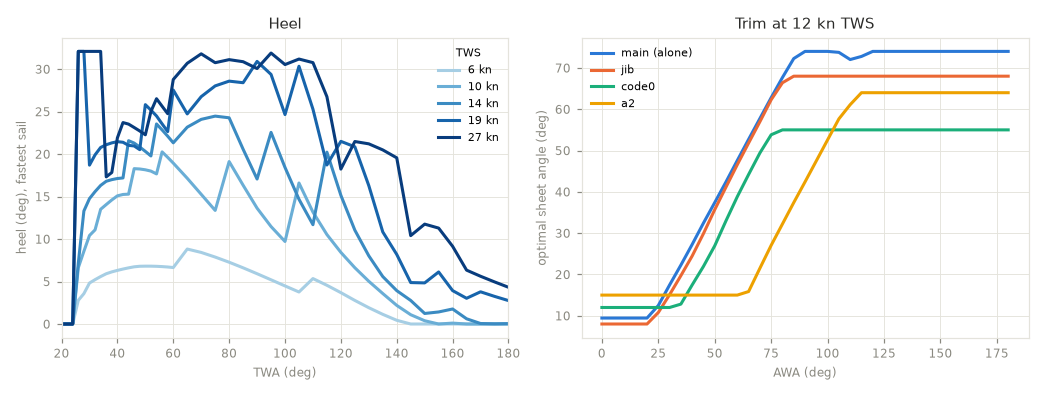 Heel
heel (deg), fastest sail
30
25
20
15
10
5
0
20 40 60 80 100 120 140 160 180
TWA (deg)
TWS
6 kn
10 kn
14 kn
19 kn
27 kn
Trim at 12 kn TWS
optimal sheet angle (deg)
70
60
50
40
30
20
10
0 25 50 75 100 125 150 175
AWA (deg)
main (alone)
jib
code0
a2